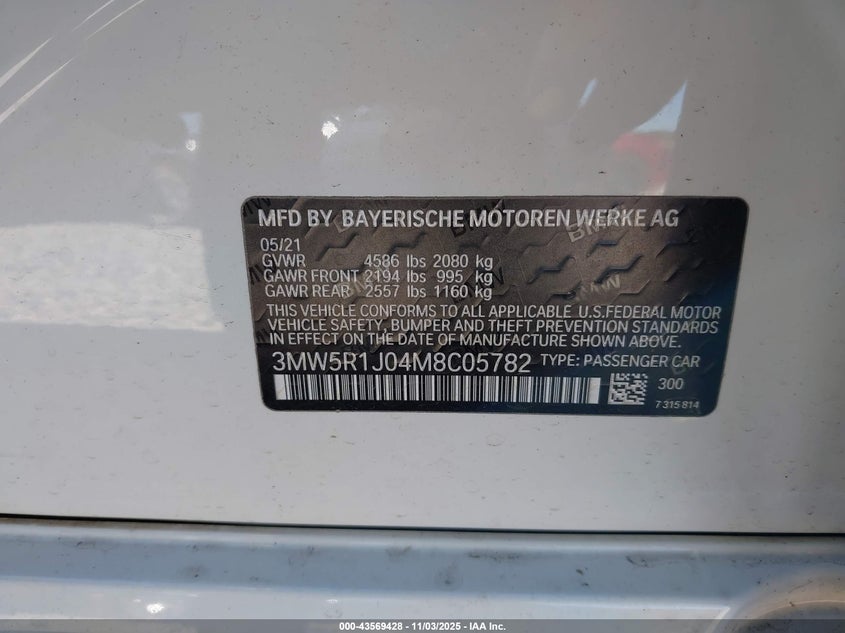 MFD BY BAYERISCHE MOTOREN WERKE AG
05/21
GVWR 4586 lbs 2080 kg
GAWR FRONT 2194 lbs 995 kg
GAWR REAR 2557 lbs 1160 kg
THIS VEHICLE CONFORMS TO ALL APPLICABLE U.S.FEDERAL MOTOR
VEHICLE SAFETY, BUMPER AND THEFT PREVENTION STANDARDS
IN EFFECT ON THE DATE OF MANUFACTURE SHOWN ABOVE.
3MW5R1J04M8C05782 TYPE: PASSENGER CAR
300
7 315 814
BMW
BMW
BMW
000-43569428 - 11/03/2025 - IAA Inc.